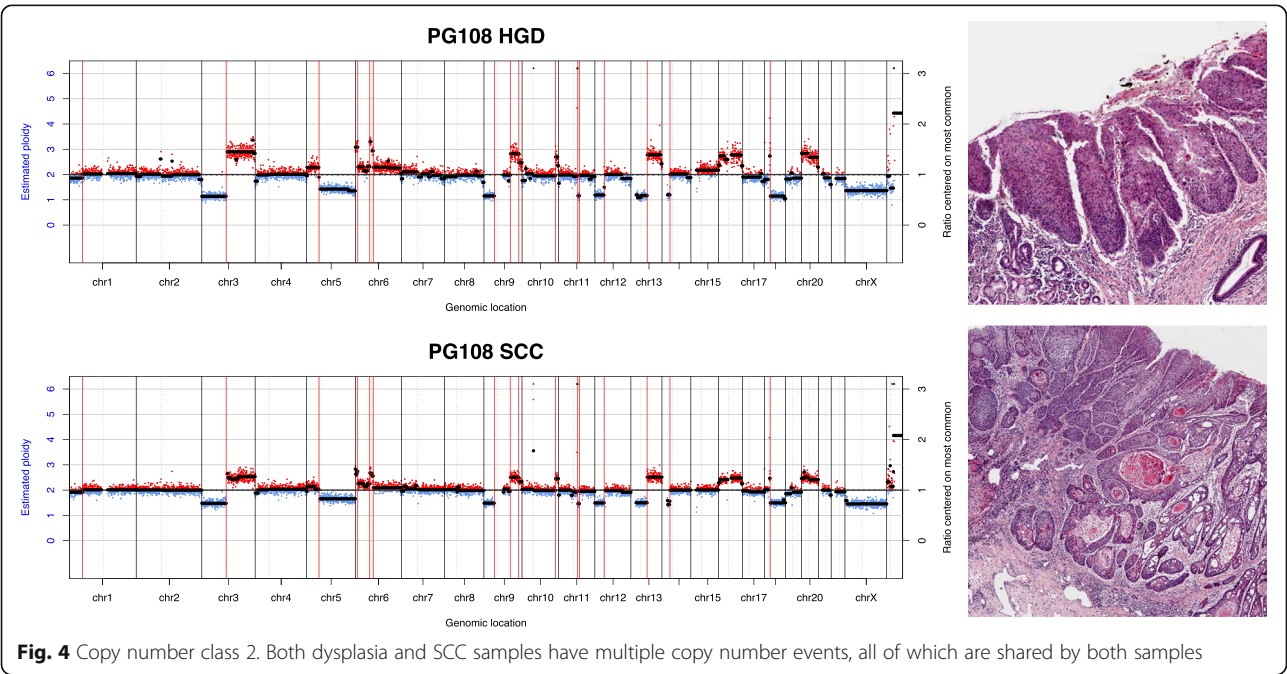 PG108 HGD
6
5
4
3
2
1
0
Estimated ploidy
3
2
1
0
Ratio centered on most common
chr1 chr2 chr3 chr4 chr5 chr6 chr7 chr8 chr9 chr10 chr11 chr12 chr13 chr15 chr17 chr20 chrX
Genomic location
PG108 SCC
6
5
4
3
2
1
0
Estimated ploidy
3
2
1
0
Ratio centered on most common
chr1 chr2 chr3 chr4 chr5 chr6 chr7 chr8 chr9 chr10 chr11 chr12 chr13 chr15 chr17 chr20 chrX
Genomic location
Fig. 4 Copy number class 2. Both dysplasia and SCC samples have multiple copy number events, all of which are shared by both samples